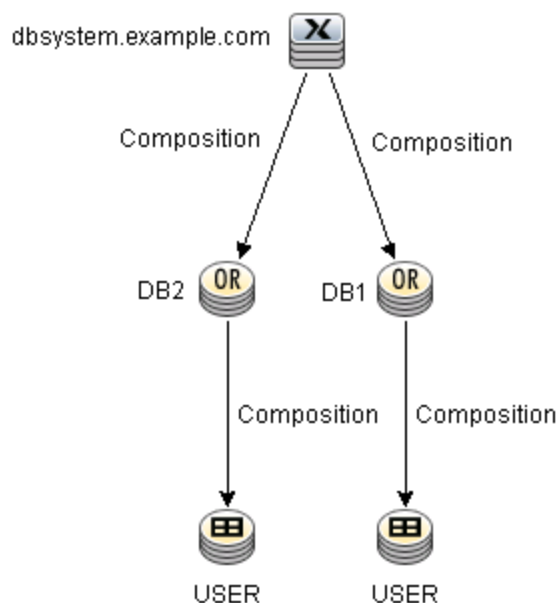 dbsystem.example.com
X
Composition
Composition
DB2
OR
DB1
OR
Composition
Composition
USER
USER